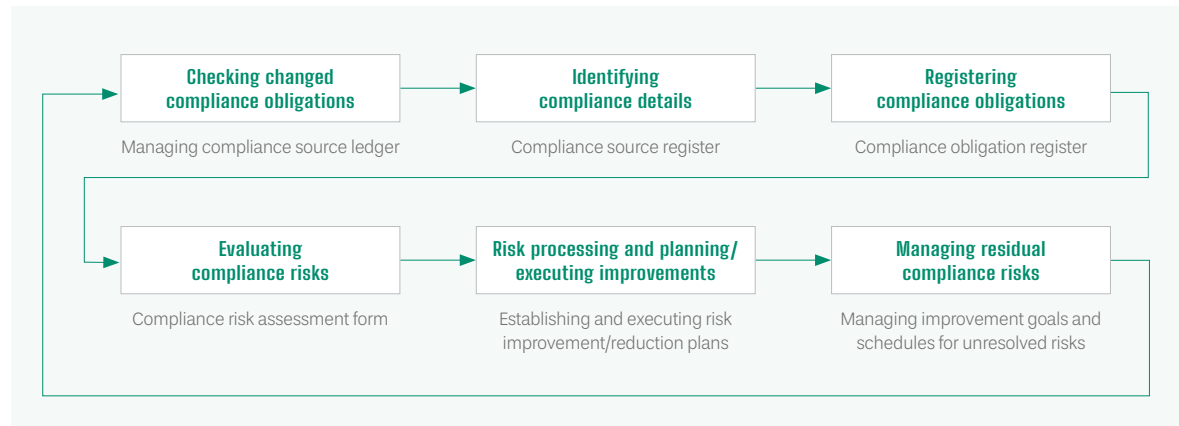 Checking changed
compliance obligations
Managing compliance source ledger
Identifying
compliance details
Compliance source register
Registering
compliance obligations
Compliance obligation register
Evaluating
compliance risks
Compliance risk assessment form
Risk processing and planning/
executing improvements
Establishing and executing risk
improvement/reduction plans
Managing residual
compliance risks
Managing improvement goals and
schedules for unresolved risks